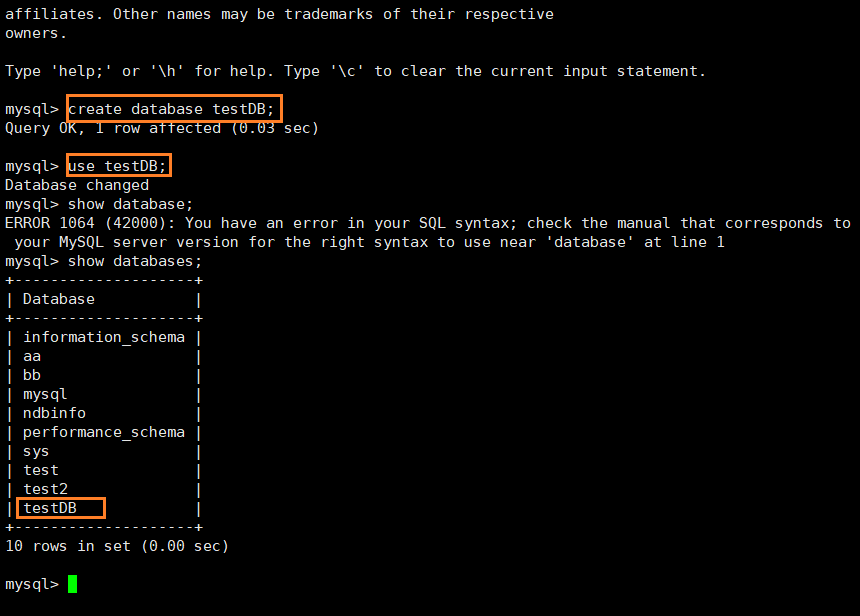 affiliates. Other names may be trademarks of their respective
owners.
Type 'help;' or '\h' for help. Type '\c' to clear the current input statement.
mysql> create database testDB;
Query OK, 1 row affected (0.03 sec)
mysql> use testDB;
Database changed
mysql> show database;
ERROR 1064 (42000): You have an error in your SQL syntax; check the manual that corresponds to
 your MySQL server version for the right syntax to use near 'database' at line 1
mysql> show databases;
+--------------------+
| Database           |
+--------------------+
| information_schema |
| aa                 |
| bb                 |
| mysql              |
| ndbinfo            |
| performance_schema |
| sys                |
| test               |
| test2              |
| testDB             |
+--------------------+
10 rows in set (0.00 sec)
mysql>